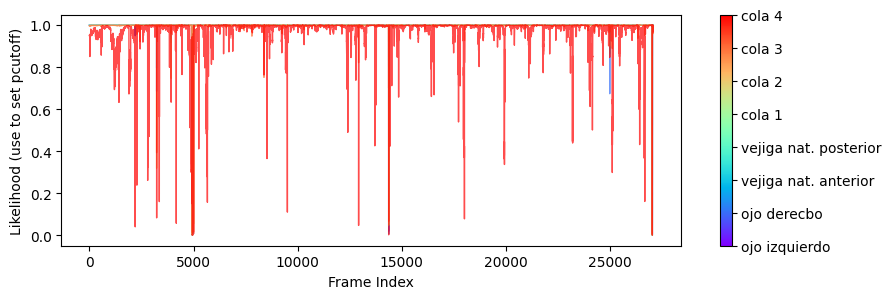 Likelihood (use to set pcutoff)
1.0
0.8
0.6
0.4
0.2
0.0
0
5000
10000
15000
20000
25000
Frame Index
cola 4
cola 3
cola 2
cola 1
vejiga nat. posterior
vejiga nat. anterior
ojo derecbo
ojo izquierdo